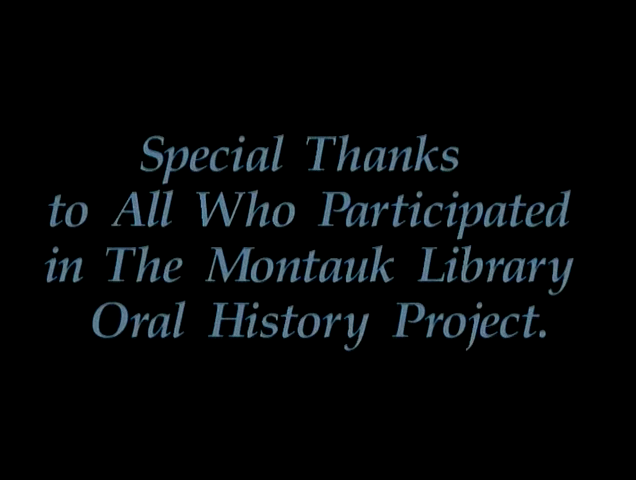 Special Thanks
to All Who Participated
in The Montauk Library
Oral History Project.